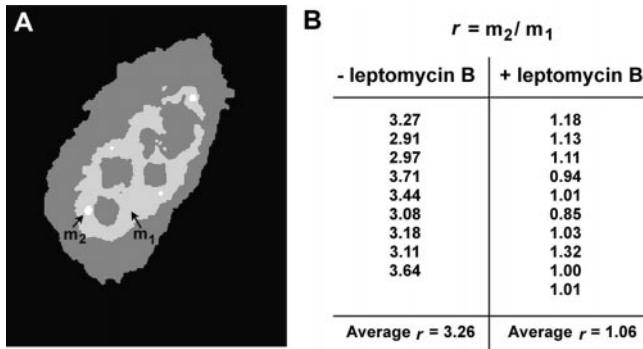 A
m2
m1
B
r = m2/ m1
- leptomycin B + leptomycin B
3.27 1.18
2.91 1.13
2.97 1.11
3.71 0.94
3.44 1.01
3.08 0.85
3.18 1.03
3.11 1.32
3.64 1.00
1.01
Average r = 3.26 Average r = 1.06